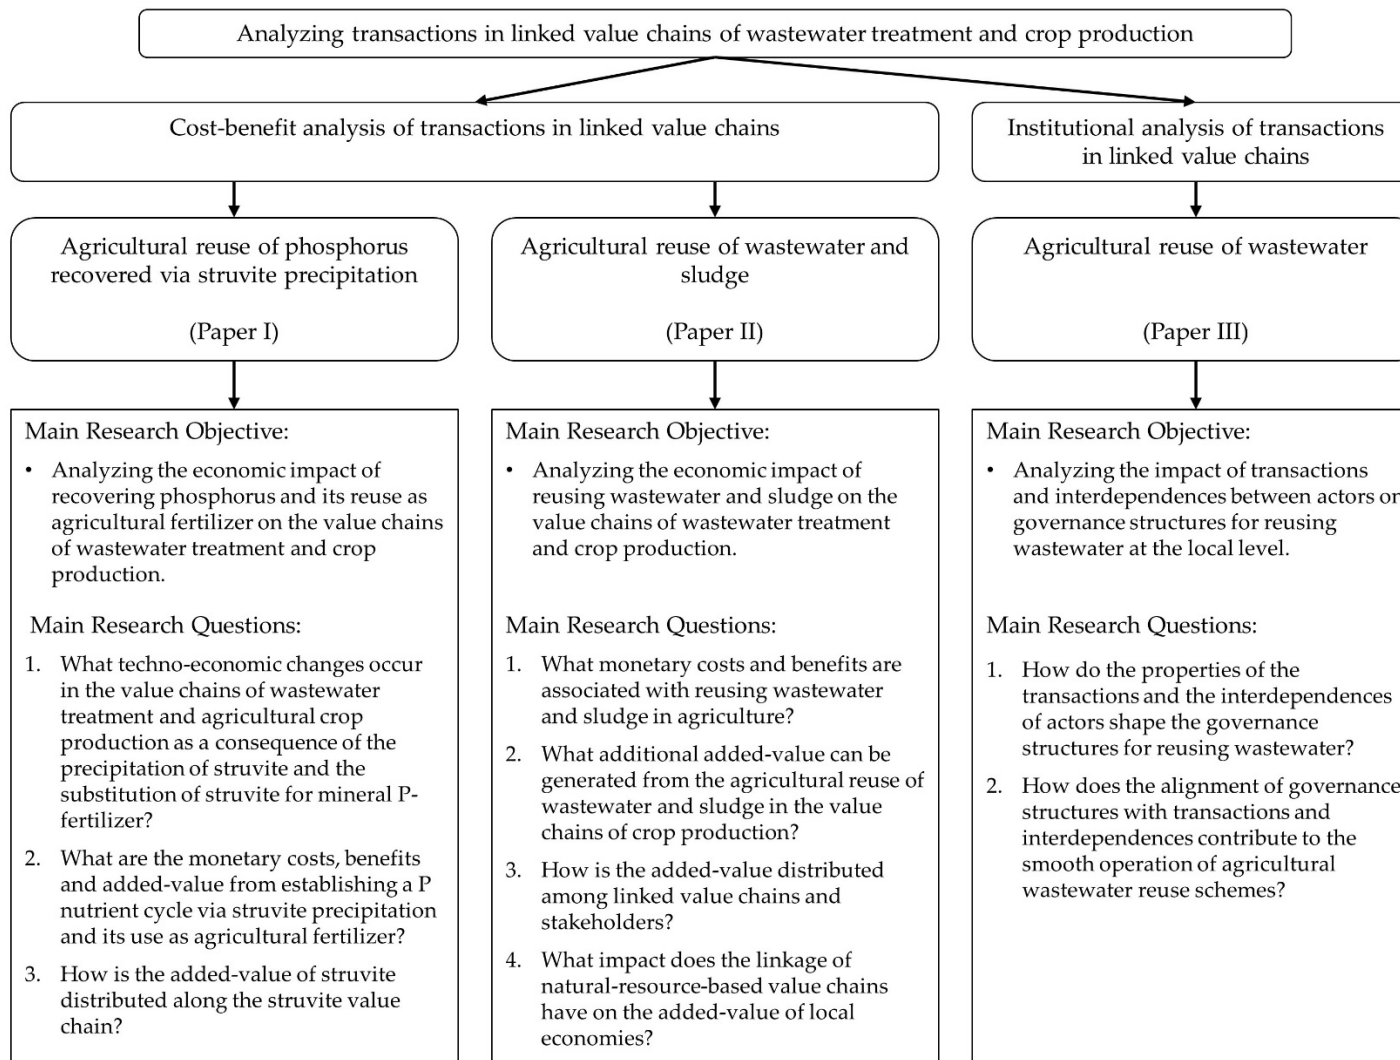 Analyzing transactions in linked value chains of wastewater treatment and crop production
Cost-benefit analysis of transactions in linked value chains
Institutional analysis of transactions
in linked value chains
Agricultural reuse of phosphorus
recovered via struvite precipitation
(Paper I)
Agricultural reuse of wastewater and
sludge
(Paper II)
Agricultural reuse of wastewater
(Paper III)
Main Research Objective:
• Analyzing the economic impact of
recovering phosphorus and its reuse as
agricultural fertilizer on the value chains
of wastewater treatment and crop
production.
Main Research Questions:
1. What techno-economic changes occur
in the value chains of wastewater
treatment and agricultural crop
production as a consequence of the
precipitation of struvite and the
substitution of struvite for mineral P-
fertilizer?
2. What are the monetary costs, benefits
and added-value from establishing a P
nutrient cycle via struvite precipitation
and its use as agricultural fertilizer?
3. How is the added-value of struvite
distributed along the struvite value
chain?
Main Research Objective:
• Analyzing the economic impact of
reusing wastewater and sludge on the
value chains of wastewater treatment
and crop production.
Main Research Questions:
1. What monetary costs and benefits are
associated with reusing wastewater
and sludge in agriculture?
2. What additional added-value can be
generated from the agricultural reuse of
wastewater and sludge in the value
chains of crop production?
3. How is the added-value distributed
among linked value chains and
stakeholders?
4. What impact does the linkage of
natural-resource-based value chains
have on the added-value of local
economies?
Main Research Objective:
• Analyzing the impact of transactions
and interdependences between actors on
governance structures for reusing
wastewater at the local level.
Main Research Questions:
1. How do the properties of the
transactions and the interdependences
of actors shape the governance
structures for reusing wastewater?
2. How does the alignment of governance
structures with transactions and
interdependences contribute to the
smooth operation of agricultural
wastewater reuse schemes?